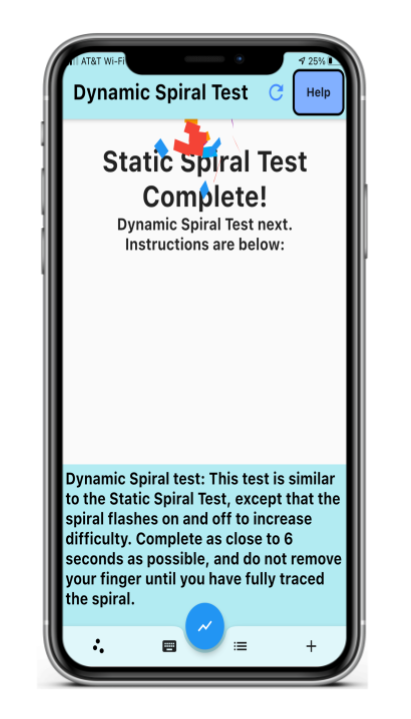 AT&T Wi-Fi 25%
Dynamic Spiral Test Help
Static Spiral Test
Complete!
Dynamic Spiral Test next.
Instructions are below:
Dynamic Spiral test: This test is similar
to the Static Spiral Test, except that the
spiral flashes on and off to increase
difficulty. Complete as close to 6
seconds as possible, and do not remove
your finger until you have fully traced
the spiral.